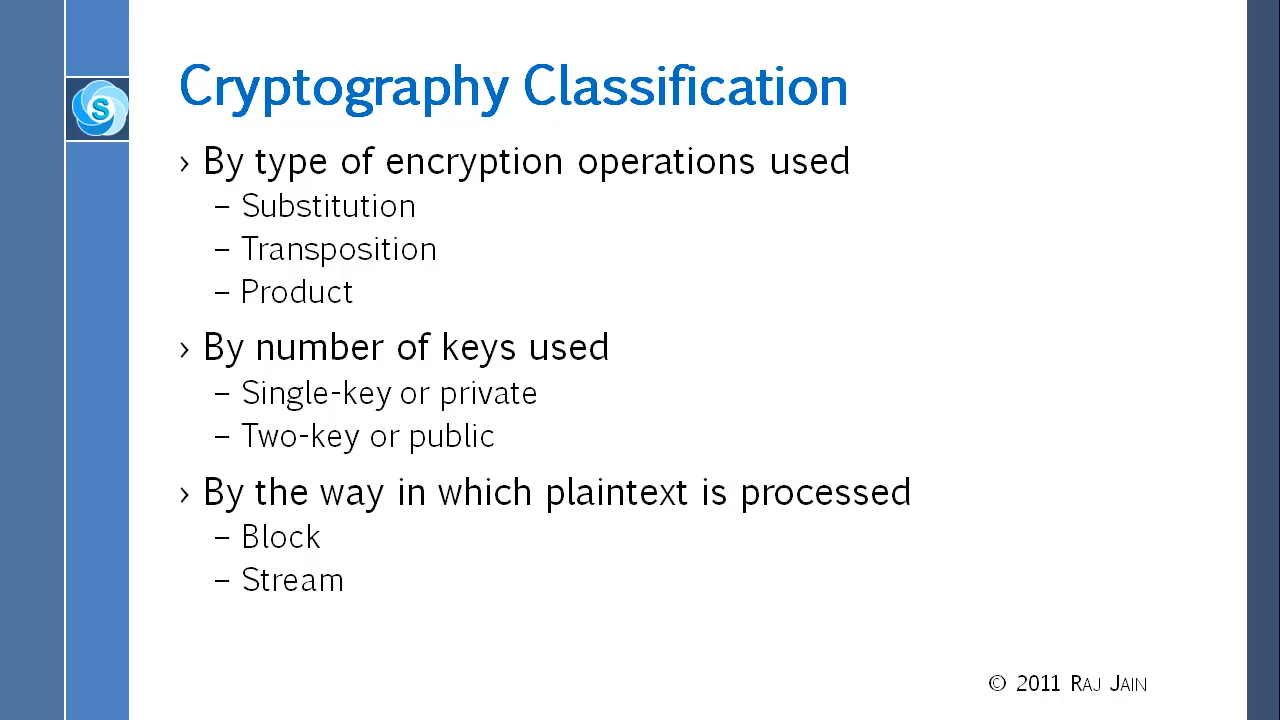 S
Cryptography Classification
› By type of encryption operations used
– Substitution
– Transposition
– Product
› By number of keys used
– Single-key or private
– Two-key or public
› By the way in which plaintext is processed
– Block
– Stream
© 2011 RAJ JAIN